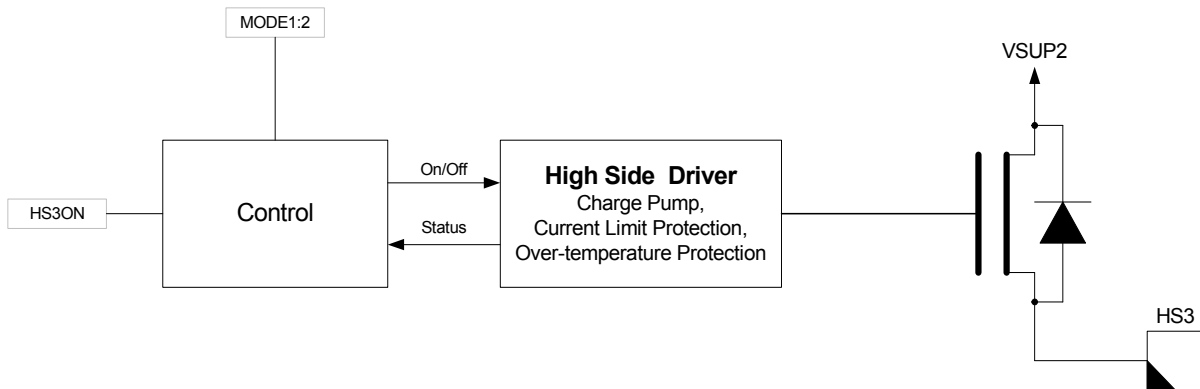 MODE1:2
VSUP2
On/Off
High Side Driver
Charge Pump,
Current Limit Protection,
Over-temperature Protection
Control
HS3ON
Status
HS3